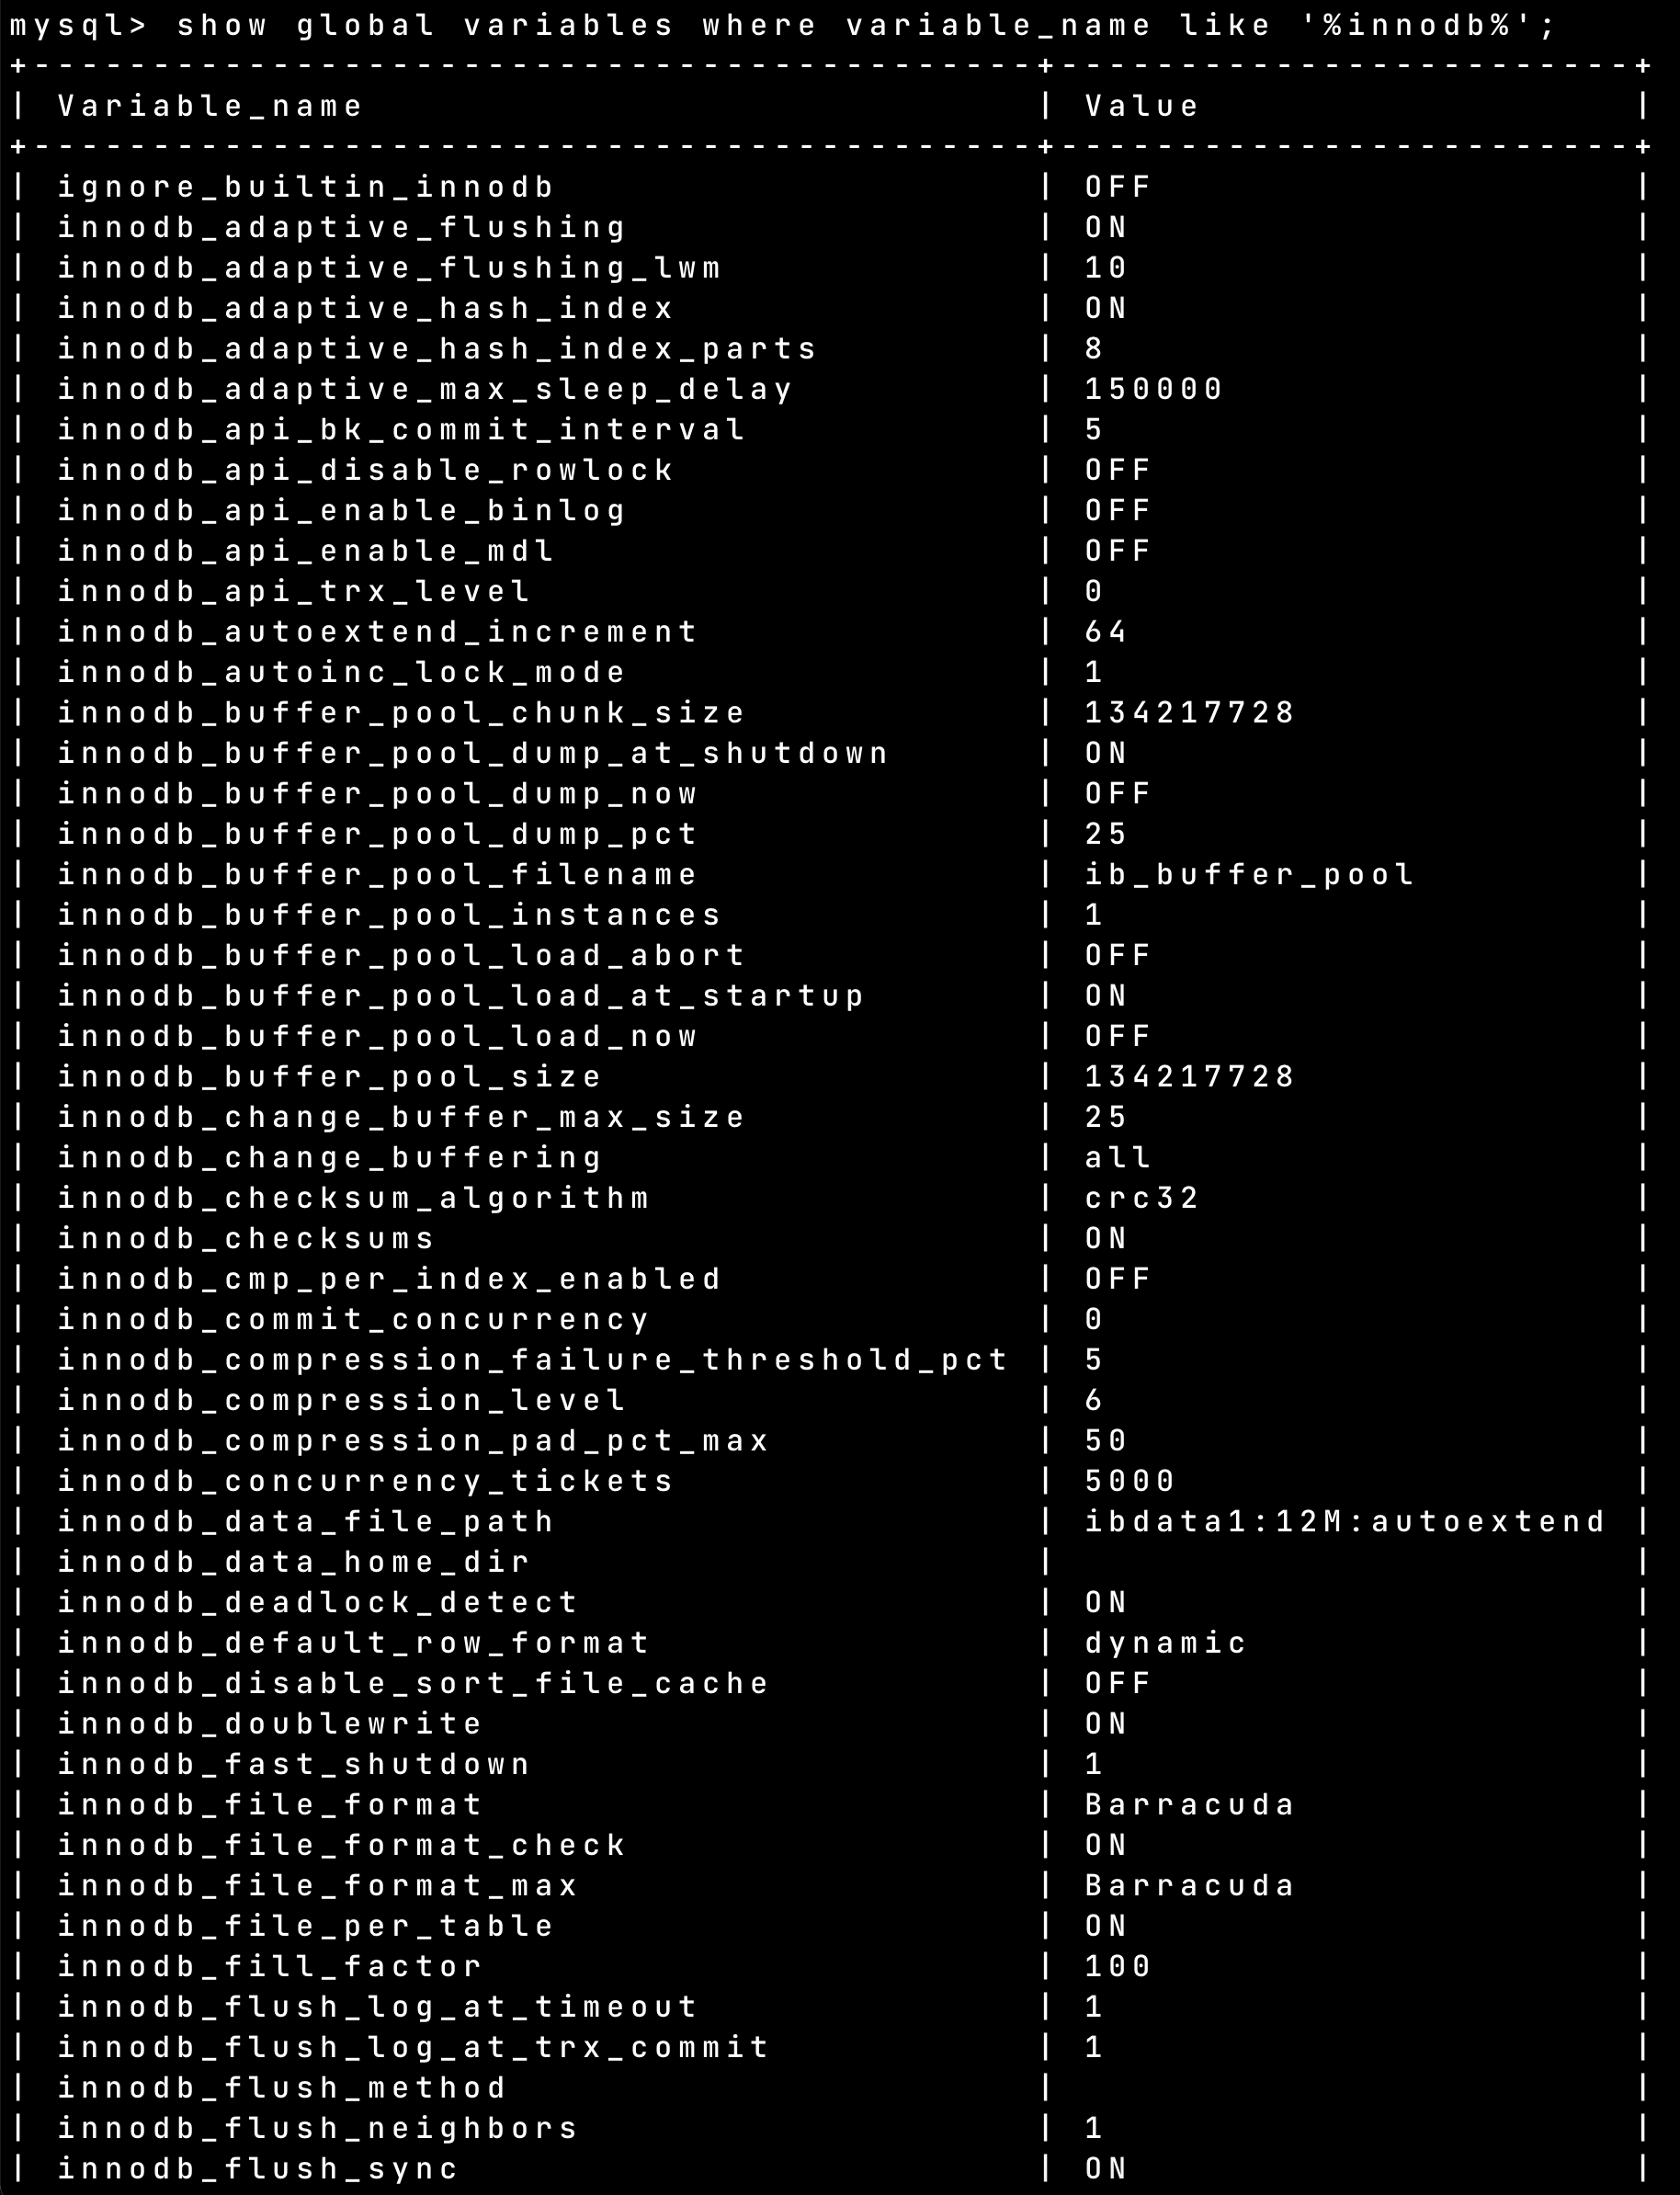 mysql> show global variables where variable_name like '%innodb%';
+------------------------------------------+------------------------+
| Variable_name                            | Value                  |
+------------------------------------------+------------------------+
| ignore_builtin_innodb                    | OFF                    |
| innodb_adaptive_flushing                 | ON                     |
| innodb_adaptive_flushing_lwm             | 10                     |
| innodb_adaptive_hash_index               | ON                     |
| innodb_adaptive_hash_index_parts         | 8                      |
| innodb_adaptive_max_sleep_delay          | 150000                 |
| innodb_api_bk_commit_interval            | 5                      |
| innodb_api_disable_rowlock               | OFF                    |
| innodb_api_enable_binlog                 | OFF                    |
| innodb_api_enable_mdl                    | OFF                    |
| innodb_api_trx_level                     | 0                      |
| innodb_autoextend_increment              | 64                     |
| innodb_autoinc_lock_mode                 | 1                      |
| innodb_buffer_pool_chunk_size            | 134217728              |
| innodb_buffer_pool_dump_at_shutdown      | ON                     |
| innodb_buffer_pool_dump_now              | OFF                    |
| innodb_buffer_pool_dump_pct              | 25                     |
| innodb_buffer_pool_filename              | ib_buffer_pool         |
| innodb_buffer_pool_instances             | 1                      |
| innodb_buffer_pool_load_abort            | OFF                    |
| innodb_buffer_pool_load_at_startup       | ON                     |
| innodb_buffer_pool_load_now              | OFF                    |
| innodb_buffer_pool_size                  | 134217728              |
| innodb_change_buffer_max_size            | 25                     |
| innodb_change_buffering                  | all                    |
| innodb_checksum_algorithm                | crc32                  |
| innodb_checksums                         | ON                     |
| innodb_cmp_per_index_enabled             | OFF                    |
| innodb_commit_concurrency                | 0                      |
| innodb_compression_failure_threshold_pct | 5                      |
| innodb_compression_level                 | 6                      |
| innodb_compression_pad_pct_max           | 50                     |
| innodb_concurrency_tickets               | 5000                   |
| innodb_data_file_path                    | ibdata1:12M:autoextend |
| innodb_data_home_dir                     |                        |
| innodb_deadlock_detect                   | ON                     |
| innodb_default_row_format                | dynamic                |
| innodb_disable_sort_file_cache           | OFF                    |
| innodb_doublewrite                       | ON                     |
| innodb_fast_shutdown                     | 1                      |
| innodb_file_format                       | Barracuda              |
| innodb_file_format_check                 | ON                     |
| innodb_file_format_max                   | Barracuda              |
| innodb_file_per_table                    | ON                     |
| innodb_fill_factor                       | 100                    |
| innodb_flush_log_at_timeout              | 1                      |
| innodb_flush_log_at_trx_commit           | 1                      |
| innodb_flush_method                      |                        |
| innodb_flush_neighbors                   | 1                      |
| innodb_flush_sync                        | ON                     |